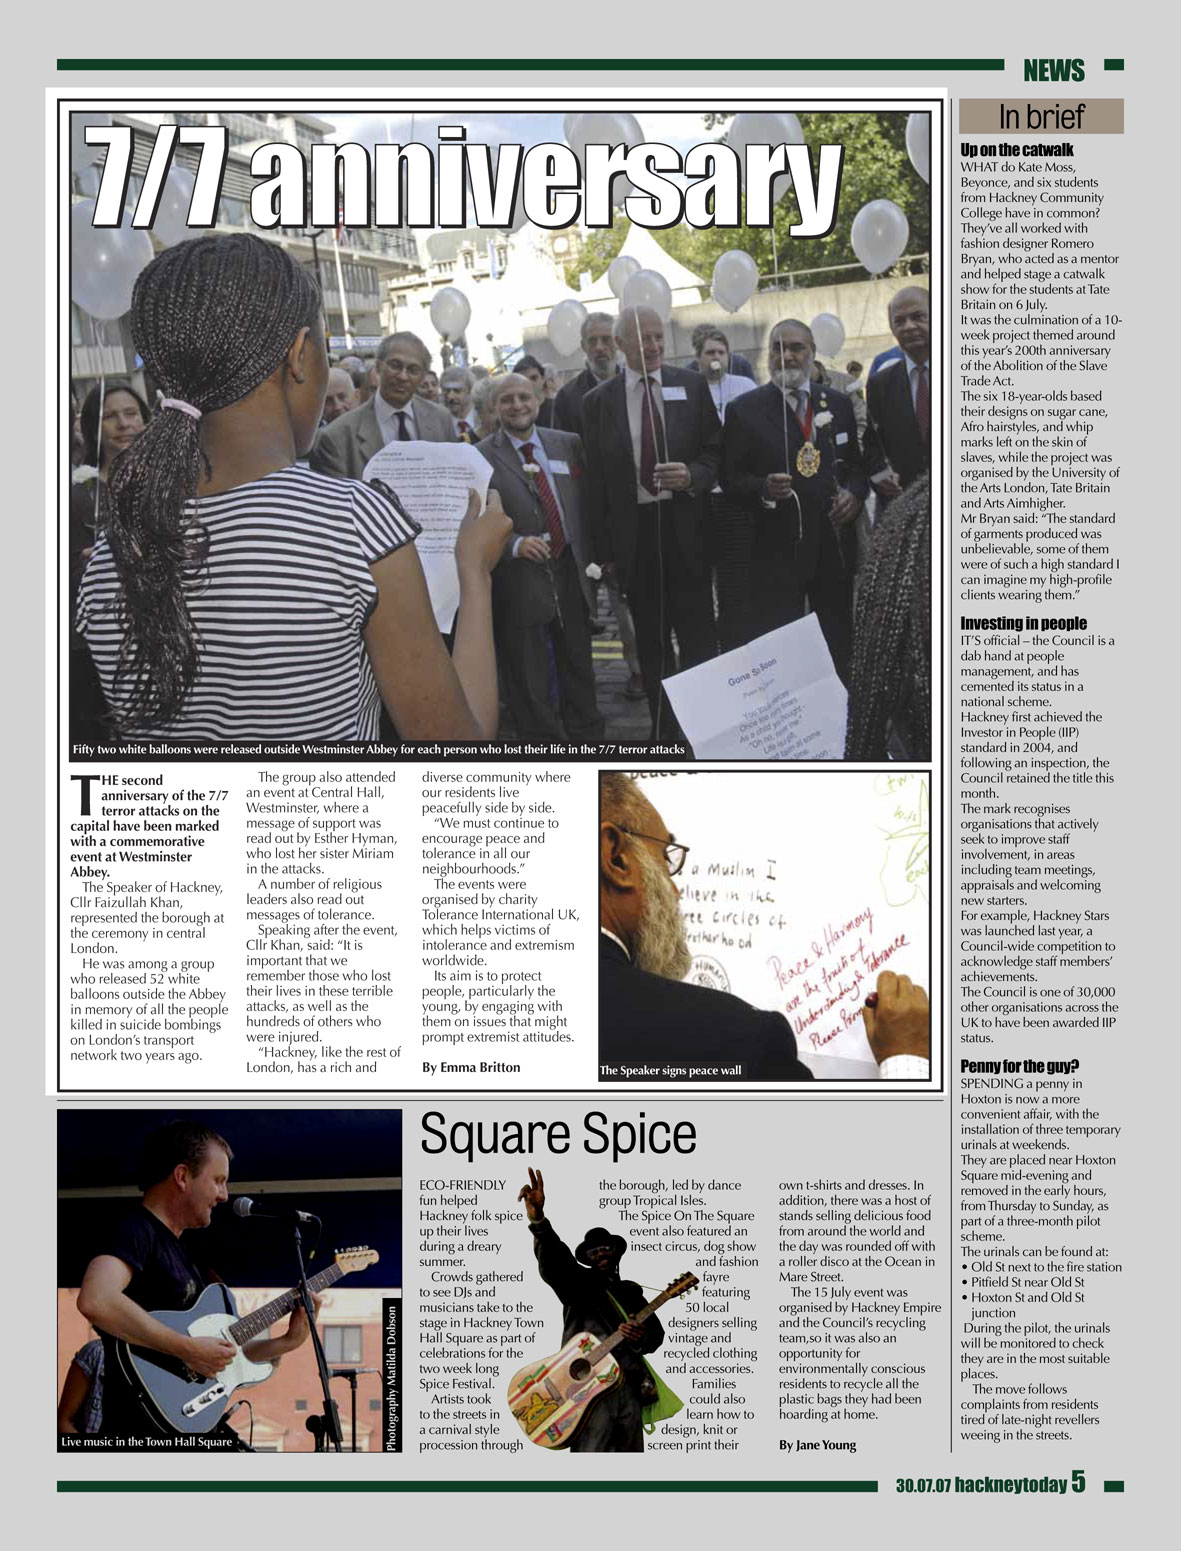 NEWS
7/7 anniversary
Gone So Soon
Fifty two white balloons were released outside Westminster Abbey for each person who lost their life in the 7/7 terror attacks
THE second
anniversary of the 7/7
terror attacks on the
capital have been marked
with a commemorative
event at Westminster
Abbey.
The Speaker of Hackney,
Cllr Faizullah Khan,
represented the borough at
the ceremony in central
London.
He was among a group
who released 52 white
balloons outside the Abbey
in memory of all the people
killed in suicide bombings
on London's transport
network two years ago.
The group also attended
an event at Central Hall,
Westminster, where a
message of support was
read out by Esther Hyman,
who lost her sister Miriam
in the attacks.
A number of religious
leaders also read out
messages of tolerance.
Speaking after the event,
Cllr Khan, said: “It is
important that we
remember those who lost
their lives in these terrible
attacks, as well as the
hundreds of others who
were injured.
“Hackney, like the rest of
London, has a rich and
diverse community where
our residents live
peacefully side by side.
“We must continue to
encourage peace and
tolerance in all our
neighbourhoods.”
The events were
organised by charity
Tolerance International UK,
which helps victims of
intolerance and extremism
worldwide.
Its aim is to protect
people, particularly the
young, by engaging with
them on issues that might
prompt extremist attitudes.
By Emma Britton
a Muslim I
elieve in the
ree circles of
rotherhood
Peace & Harmony
are the fruits of
Understanding & Tolerance
Please
The Speaker signs peace wall
Live music in the Town Hall Square
Photography Matilda Dobson
Square Spice
ECO-FRIENDLY
fun helped
Hackney folk spice
up their lives
during a dreary
summer.
Crowds gathered
to see DJs and
musicians take to the
stage in Hackney Town
Hall Square as part of
celebrations for the
two week long
Spice Festival.
Artists took
to the streets in
a carnival style
procession through
the borough, led by dance
group Tropical Isles.
The Spice On The Square
event also featured an
insect circus, dog show
and fashion
fayre
featuring
50 local
designers selling
vintage and
recycled clothing
and accessories.
Families
could also
learn how to
design, knit or
screen print their
own t-shirts and dresses. In
addition, there was a host of
stands selling delicious food
from around the world and
the day was rounded off with
a roller disco at the Ocean in
Mare Street.
The 15 July event was
organised by Hackney Empire
and the Council's recycling
team,so it was also an
opportunity for
environmentally conscious
residents to recycle all the
plastic bags they had been
hoarding at home.
By Jane Young
In brief
Up on the catwalk
WHAT do Kate Moss,
Beyonce, and six students
from Hackney Community
College have in common?
They've all worked with
fashion designer Romero
Bryan, who acted as a mentor
and helped stage a catwalk
show for the students at Tate
Britain on 6 July.
It was the culmination of a 10-
week project themed around
this year's 200th anniversary
of the Abolition of the Slave
Trade Act.
The six 18-year-olds based
their designs on sugar cane,
Afro hairstyles, and whip
marks left on the skin of
slaves, while the project was
organised by the University of
the Arts London, Tate Britain
and Arts Aimhigher.
Mr Bryan said: “The standard
of garments produced was
unbelievable, some of them
were of such a high standard I
can imagine my high-profile
clients wearing them.”
Investing in people
IT'S official – the Council is a
dab hand at people
management, and has
cemented its status in a
national scheme.
Hackney first achieved the
Investor in People (IIP)
standard in 2004, and
following an inspection, the
Council retained the title this
month.
The mark recognises
organisations that actively
seek to improve staff
involvement, in areas
including team meetings,
appraisals and welcoming
new starters.
For example, Hackney Stars
was launched last year, a
Council-wide competition to
acknowledge staff members'
achievements.
The Council is one of 30,000
other organisations across the
UK to have been awarded IIP
status.
Penny for the guy?
SPENDING a penny in
Hoxton is now a more
convenient affair, with the
installation of three temporary
urinals at weekends.
They are placed near Hoxton
Square mid-evening and
removed in the early hours,
from Thursday to Sunday, as
part of a three-month pilot
scheme.
The urinals can be found at:
• Old St next to the fire station
• Pitfield St near Old St
• Hoxton St and Old St
junction
During the pilot, the urinals
will be monitored to check
they are in the most suitable
places.
The move follows
complaints from residents
tired of late-night revellers
weeing in the streets.
30.07.07 hackneytoday 5